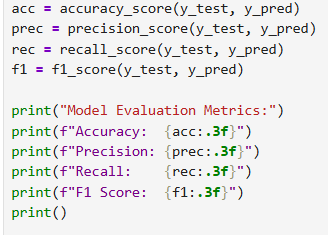 acc = accuracy_score(y_test, y_pred)
prec = precision_score(y_test, y_pred)
rec = recall_score(y_test, y_pred)
f1 = f1_score(y_test, y_pred)

print("Model Evaluation Metrics:")
print(f"Accuracy:  {acc:.3f}")
print(f"Precision: {prec:.3f}")
print(f"Recall:    {rec:.3f}")
print(f"F1 Score:  {f1:.3f}")
print()